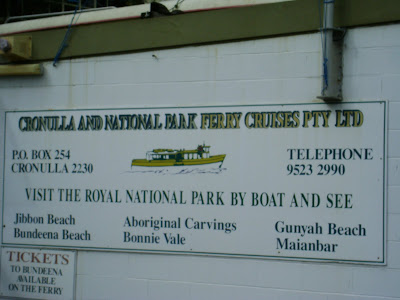 CRONULLA AND NATIONAL PARK FERRY CRUISES PTY LTD
P.O. BOX 254
CRONULLA 2230
TELEPHONE
9523 2990
VISIT THE ROYAL NATIONAL PARK BY BOAT AND SEE
Jibbon Beach
Bundeena Beach
Aboriginal Carvings
Bonnie Vale
Gunyah Beach
Maianbar
TICKETS
TO BUNDEENA
AVAILABLE
ON THE FERRY